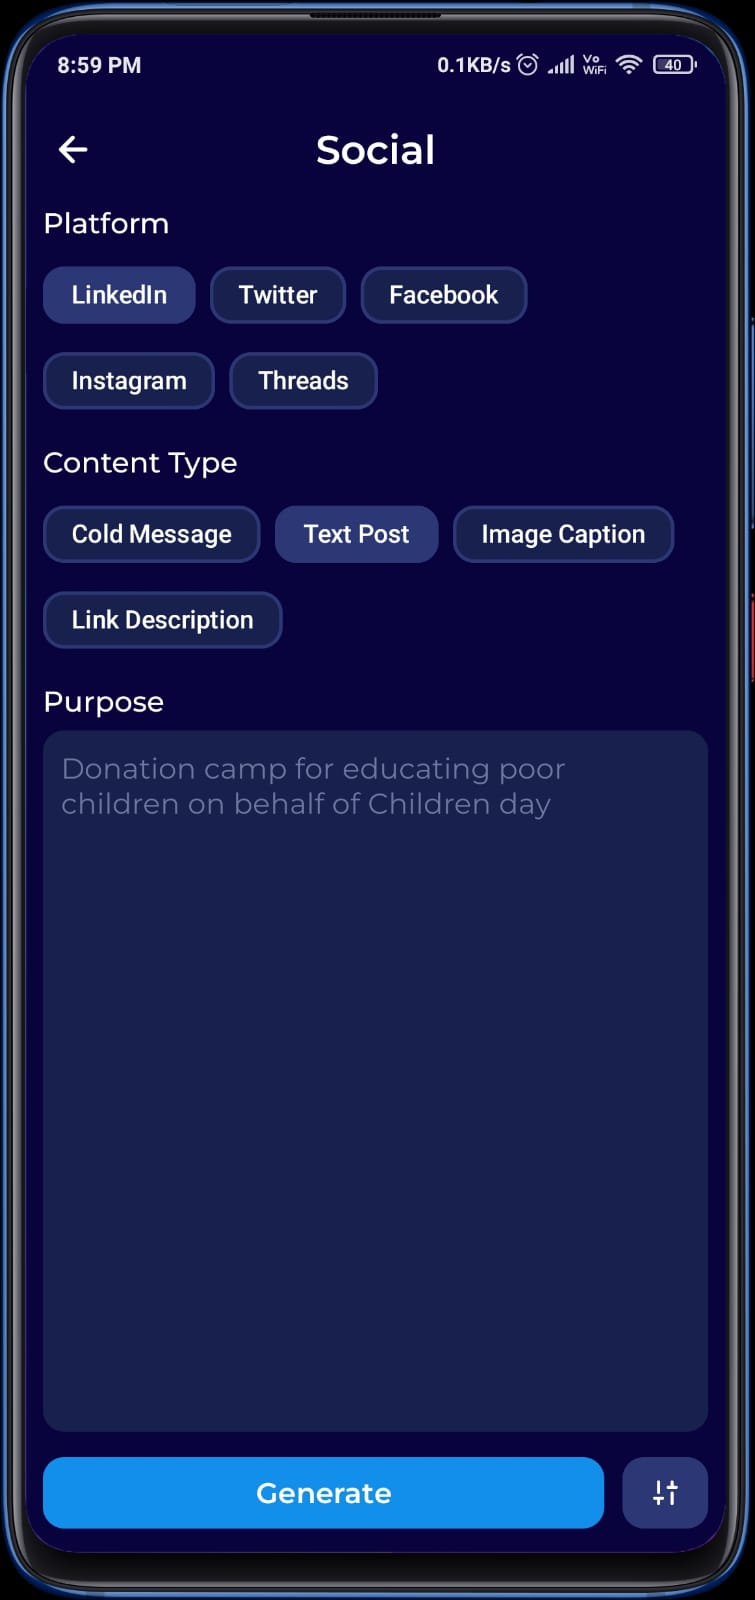 8:59 PM 0.1KB/s Vo WiFi 40
Social
Platform
LinkedIn Twitter Facebook
Instagram Threads
Content Type
Cold Message Text Post Image Caption
Link Description
Purpose
Donation camp for educating poor
children on behalf of Children day
Generate